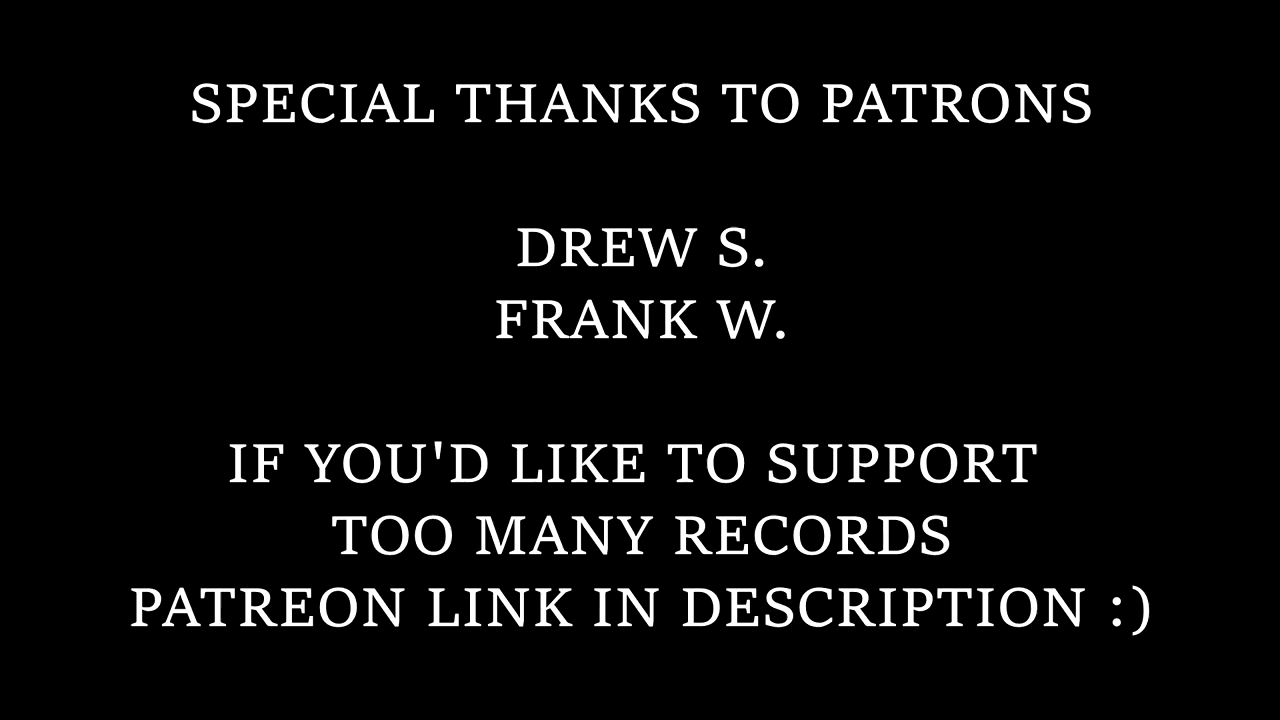 SPECIAL THANKS TO PATRONS
DREW S.
FRANK W.
IF YOU'D LIKE TO SUPPORT
TOO MANY RECORDS
PATREON LINK IN DESCRIPTION :)